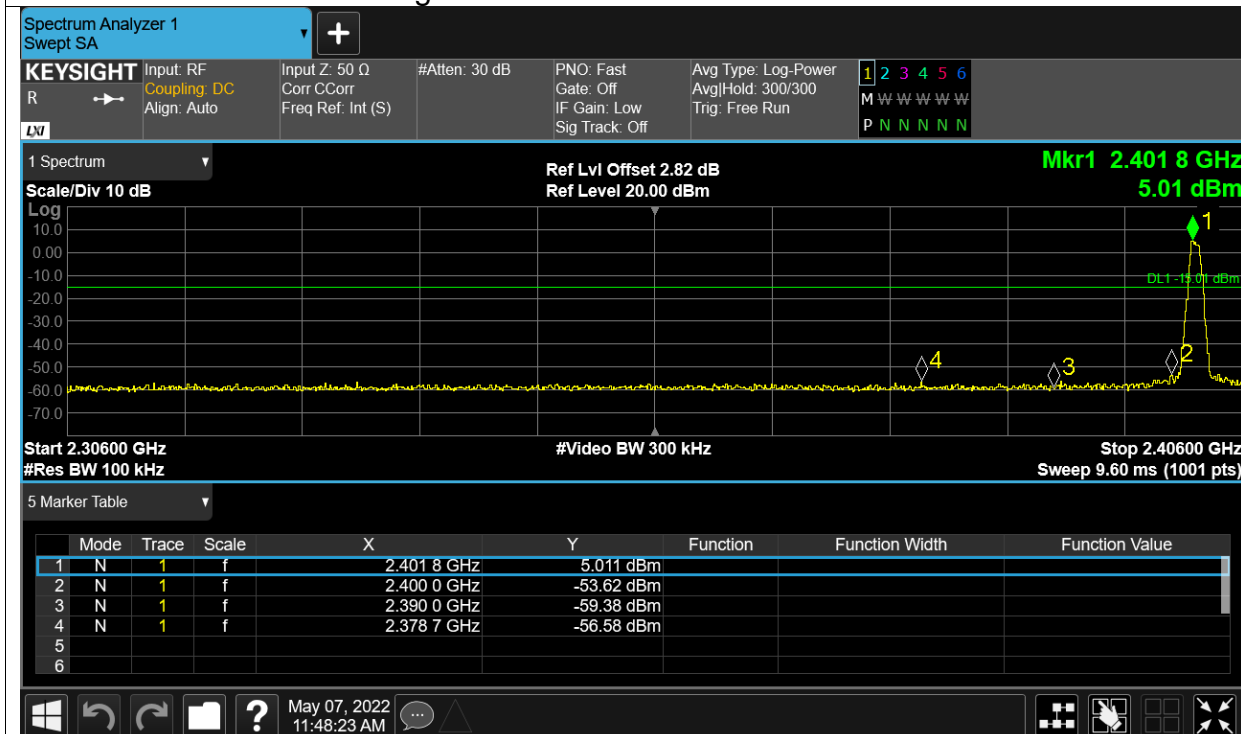 Spectrum Analyzer 1
Swept SA
+
KEYSIGHT Input: RF Input Z: 50 Ω #Atten: 30 dB PNO: Fast Avg Type: Log-Power 1 2 3 4 5 6
R Coupling: DC Corr CCorr Gate: Off Avg|Hold: 300/300 M W W W W W
Align: Auto Freq Ref: Int (S) IF Gain: Low Trig: Free Run
LXI Sig Track: Off P N N N N N
1 Spectrum Ref Lvl Offset 2.82 dB Mkr1 2.401 8 GHz
Scale/Div 10 dB Ref Level 20.00 dBm 5.01 dBm
Log
1
10.0
0.00
-10.0 DL1 -15.01 dBm
-20.0
-30.0
-40.0
4 3 2
-50.0
-60.0
-70.0
Start 2.30600 GHz #Video BW 300 kHz Stop 2.40600 GHz
#Res BW 100 kHz Sweep 9.60 ms (1001 pts)
5 Marker Table
Mode Trace Scale X Y Function Function Width Function Value
1 N 1 f 2.401 8 GHz 5.011 dBm
2 N 1 f 2.400 0 GHz -53.62 dBm
3 N 1 f 2.390 0 GHz -59.38 dBm
4 N 1 f 2.378 7 GHz -56.58 dBm
5
6
? May 07, 2022
11:48:23 AM